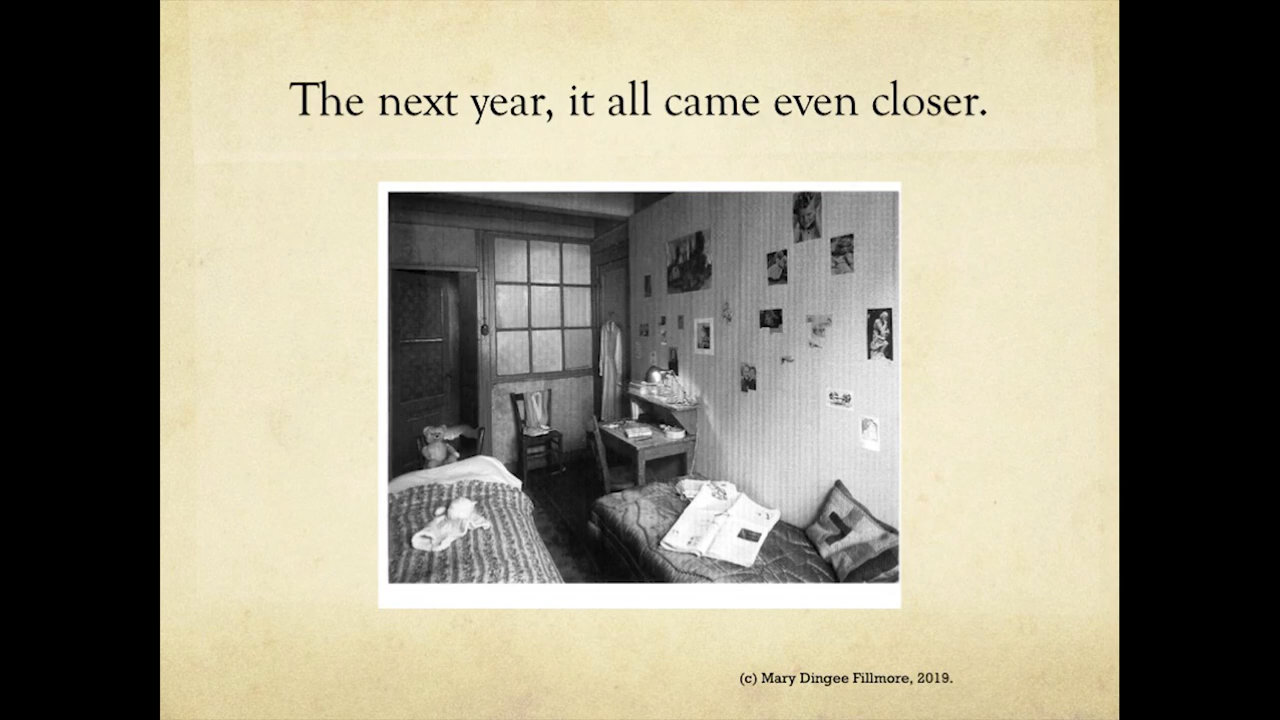 The next year, it all came even closer.
(c) Mary Dingee Fillmore, 2019.